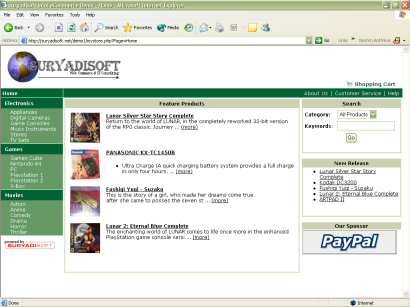 suryadisoft mini eCommerce Demo - Home - Microsoft Internet Explorer
File Edit View Favorites Tools Help
Back Search Favorites Media
Address http://suryadisoft.net/demo1/mystore.php?Page=Home Go Links Norton AntiVirus
SURYADISOFT
Web Commerce & IT Consulting
Shopping Cart
Home About Us | Customer Service | Help
Electronics
Appliances
Digital Cameras
Game Consoles
Music Instruments
Stereo
TV Sets
Games
Games Cube
Nintendo 64
PC
Playstation 1
Playstation 2
X-Box
Movies
Action
Anime
Comedy
Drama
Horror
Thriller
powered by
SURYADISOFT
Feature Products
Lunar Silver Star Story Complete
Return to the world of LUNAR, in the completely reworked 32-bit version
of the RPG classic. Journey ... (more)
PANASONIC KX-TC1450B
• Ultra Charge (A quick charging battery system provides a full charge
in only four hours. ... (more)
Fushigi Yugi - Suzaku
This is the story of a girl, who made her dreams come true
after she came to posses the seven st ... (more)
Lunar 2: Eternal Blue Complete
The enchanting world of LUNAR comes to life once more in the enhanced
PlayStation game console versi ... (more)
Search
Category: All Products
Keywords:
Go
New Release
• Lunar Silver Star Story
Complete
• Kodak DC3200
• Fushigi Yugi - Suzaku
• Lunar 2: Eternal Blue Complete
• ARTPAD II
Our Sponsor
PayPal
Done Internet